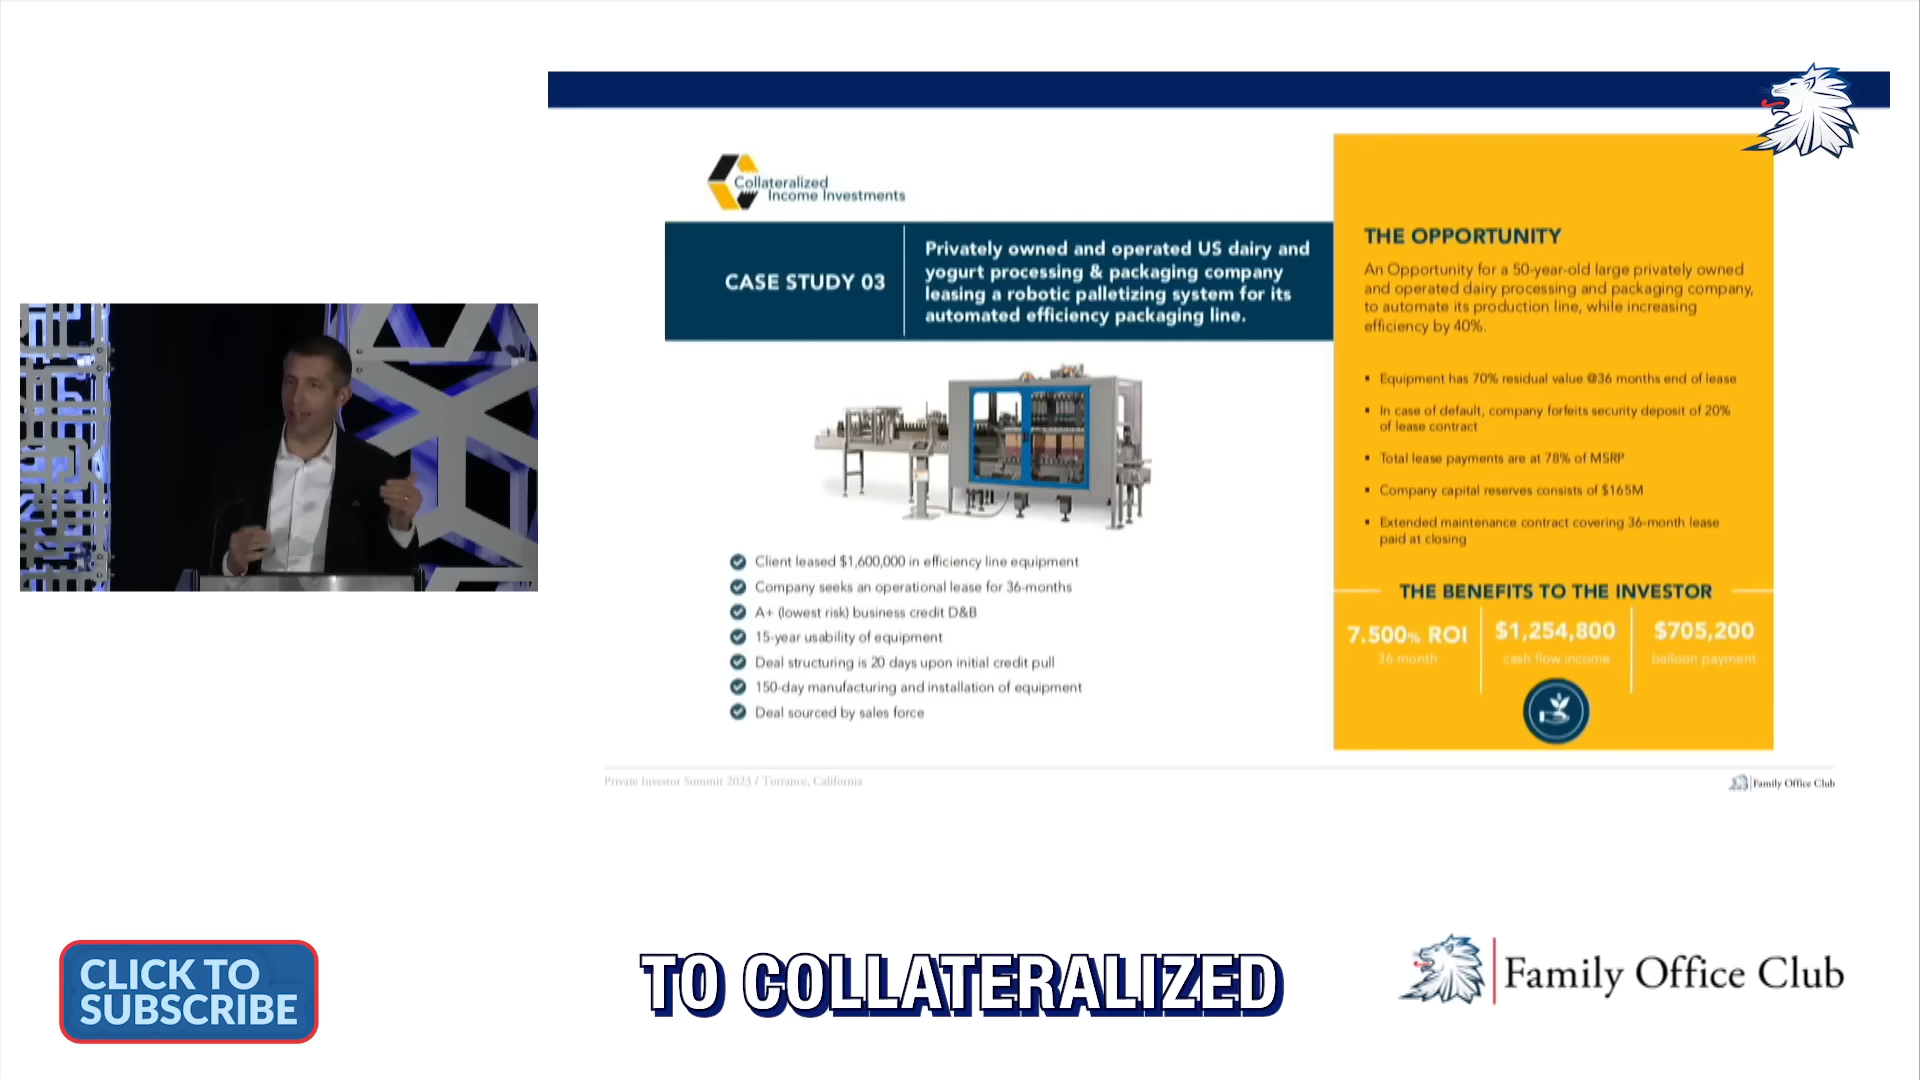 Collateralized
Income Investments
CASE STUDY 03
Privately owned and operated US dairy and
yogurt processing & packaging company
leasing a robotic palletizing system for its
automated efficiency packaging line.
Client leased $1,600,000 in efficiency line equipment
Company seeks an operational lease for 36-months
A+ (lowest risk) business credit D&B
15-year usability of equipment
Deal structuring is 20 days upon initial credit pull
150-day manufacturing and installation of equipment
Deal sourced by sales force
THE OPPORTUNITY
An Opportunity for a 50-year-old large privately owned
and operated dairy processing and packaging company,
to automate its production line, while increasing
efficiency by 40%.
Equipment has 70% residual value @36 months end of lease
In case of default, company forfeits security deposit of 20%
of lease contract
Total lease payments are at 78% of MSRP
Company capital reserves consists of $165M
Extended maintenance contract covering 36-month lease
paid at closing
THE BENEFITS TO THE INVESTOR
7.500% ROI
36 month
$1,254,800
cash flow income
$705,200
balloon payment
Private Investor Summit 2023 / Torrance, California
Family Office Club
CLICK TO
SUBSCRIBE
TO COLLATERALIZED
Family Office Club